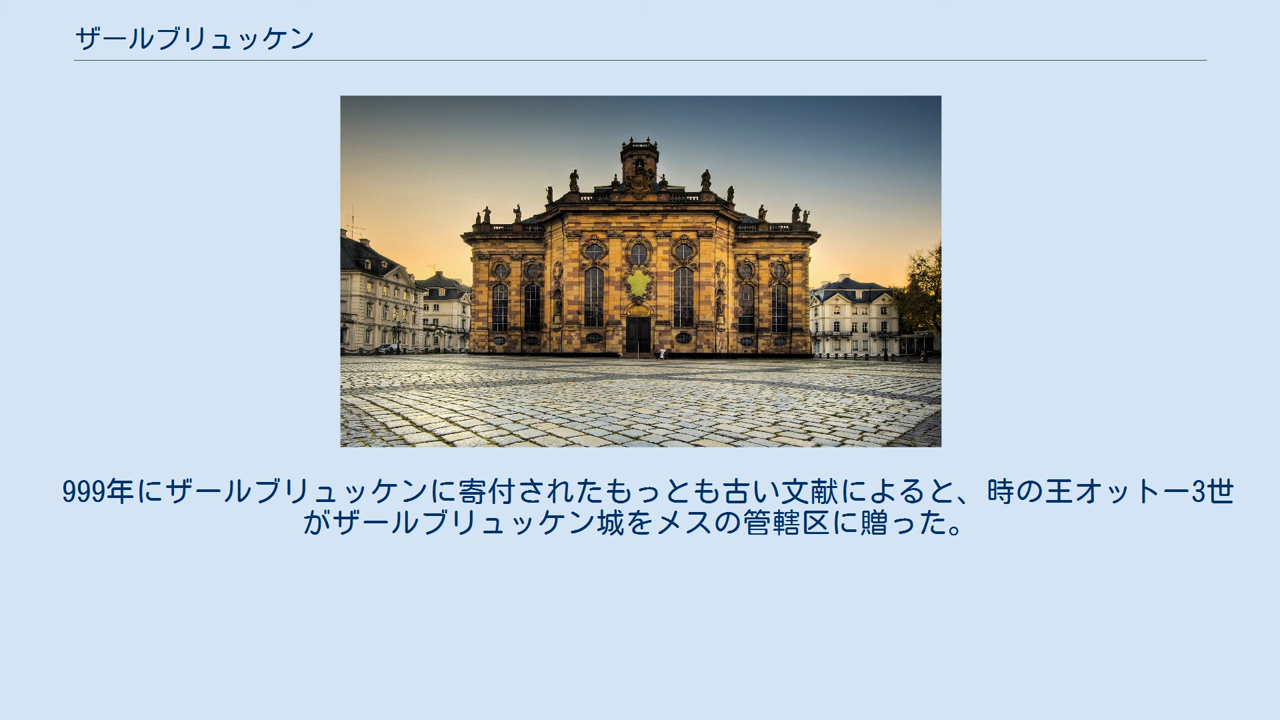 ザールブリュッケン
999年にザールブリュッケンに寄付されたもっとも古い文献によると、時の王オットー3世
がザールブリュッケン城をメスの管轄区に贈った。